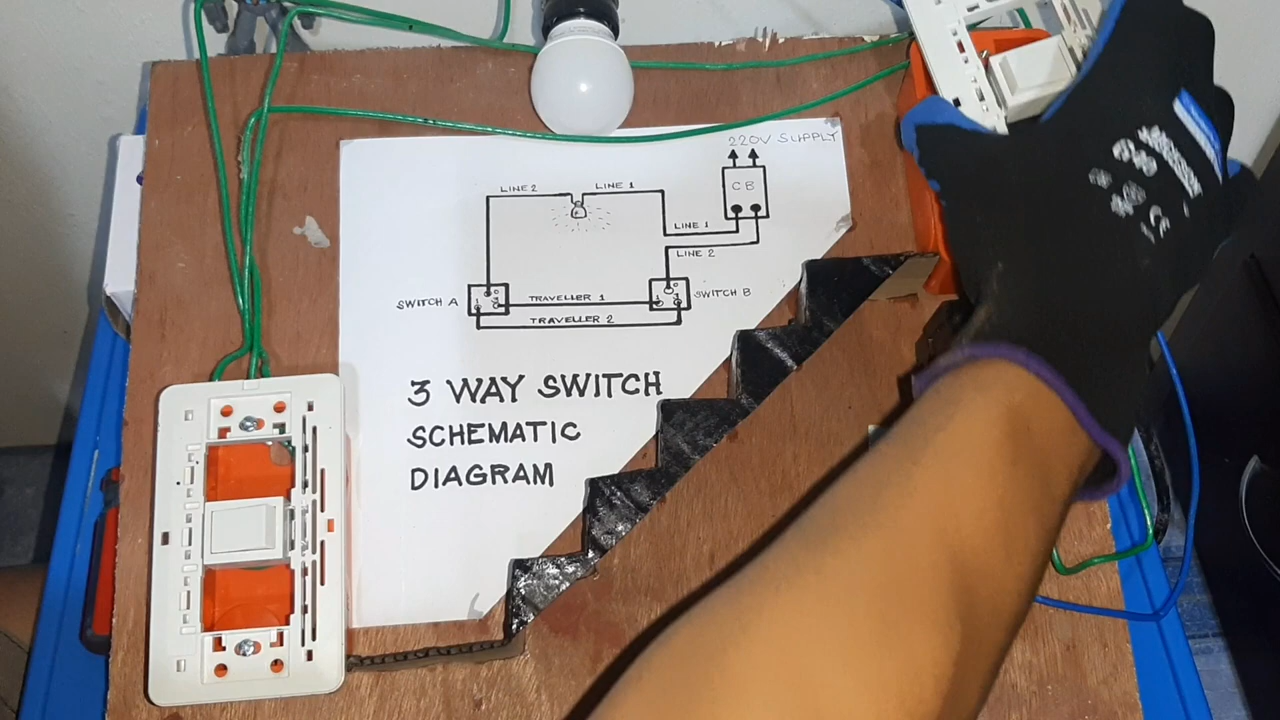 220V SUPPLY
CB
LINE 2
LINE 1
LINE 1
LINE 2
SWITCH A
TRAVELLER 1
SWITCH B
TRAVELLER 2
3 WAY SWITCH
SCHEMATIC
DIAGRAM